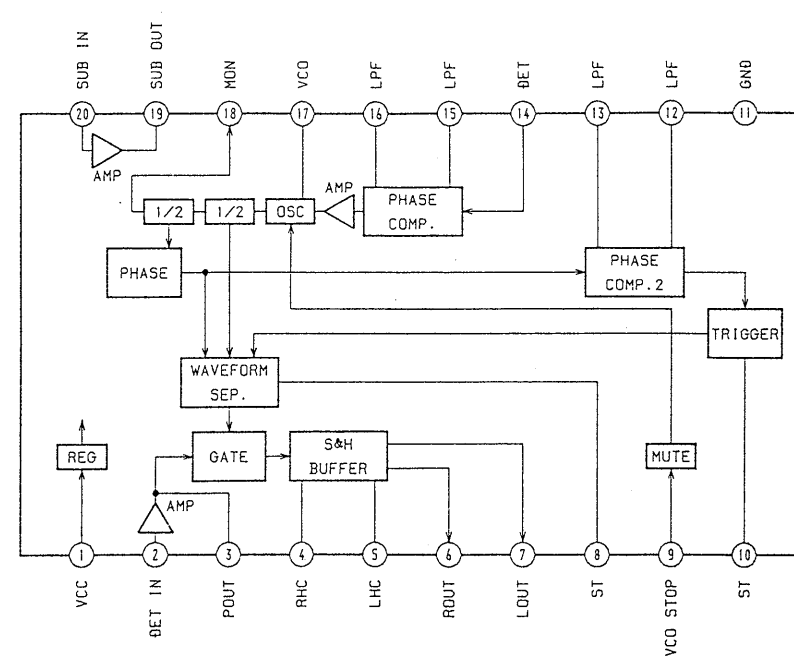 SUB IN
SUB OUT
MON
VCO
LPF
LPF
DET
LPF
LPF
GND
20
19
18
17
16
15
14
13
12
11
AMP
AMP
1/2
1/2
OSC
PHASE
COMP.
PHASE
PHASE
COMP.2
TRIGGER
WAVEFORM
SEP.
REG
GATE
S&H
BUFFER
MUTE
AMP
1
2
3
4
5
6
7
8
9
10
VCC
DET IN
POUT
RHC
LHC
ROUT
LOUT
ST
VCO STOP
ST